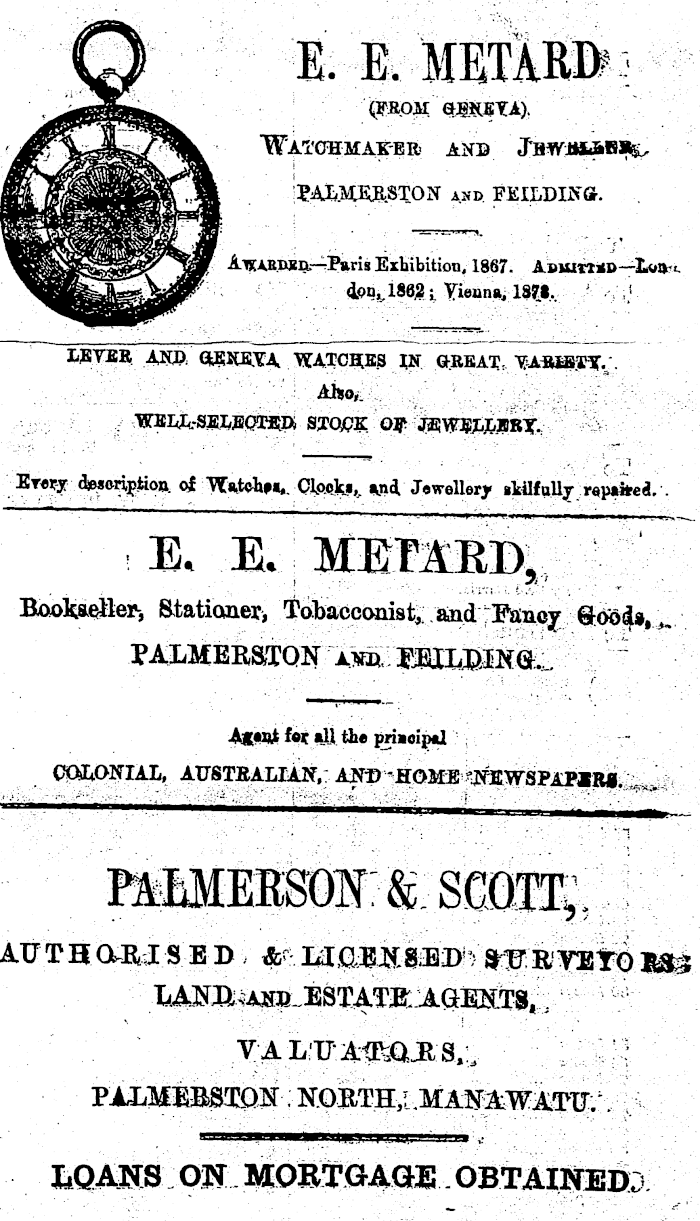 E. E. METARD
(FROM GENEVA).
WATCHMAKER AND JEWELLER,
PALMERSTON AND FEILDING.
AWARDED—Paris Exhibition, 1867. ADMITTED—Lon-
don, 1862; Vienna, 1873.
LEVER AND GENEVA WATCHES IN GREAT VARIETY.
Also,
WELL-SELECTED STOCK OF JEWELLERY.
Every description of Watches, Clocks, and Jewellery skilfully repaired.
E. E. METARD,
Bookseller, Stationer, Tobacconist, and Fancy Goods,
PALMERSTON AND FEILDING.
Agent for all the principal
COLONIAL, AUSTRALIAN, AND HOME NEWSPAPERS.
PALMERSON & SCOTT,
AUTHORISED & LICENSED SURVEYORS
LAND AND ESTATE AGENTS,
VALUATORS,
PALMERSTON NORTH, MANAWATU.
LOANS ON MORTGAGE OBTAINED.